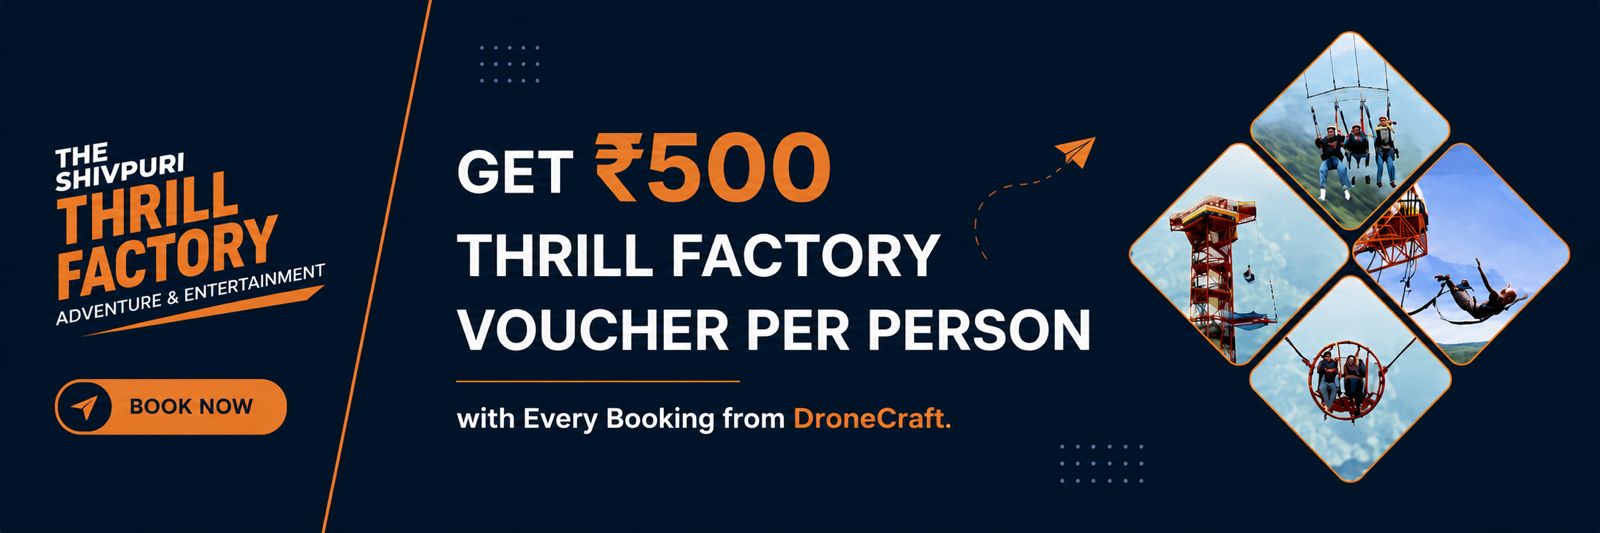 THE
SHIVPURI
THRILL
FACTORY
ADVENTURE & ENTERTAINMENT
BOOK NOW
GET ₹500
THRILL FACTORY
VOUCHER PER PERSON
with Every Booking from DroneCraft.